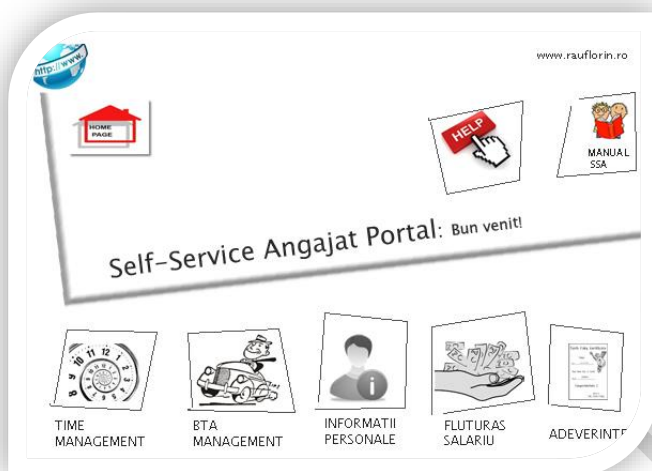 http://www.
www.rauflorin.ro
HOME
PAGE
HELP
MANUAL
SSA
Self-Service Angajat Portal: Bun venit!
TIME
MANAGEMENT
BTA
MANAGEMENT
INFORMATII
PERSONALE
FLUTURAS
SALARIU
ADEVERINTE